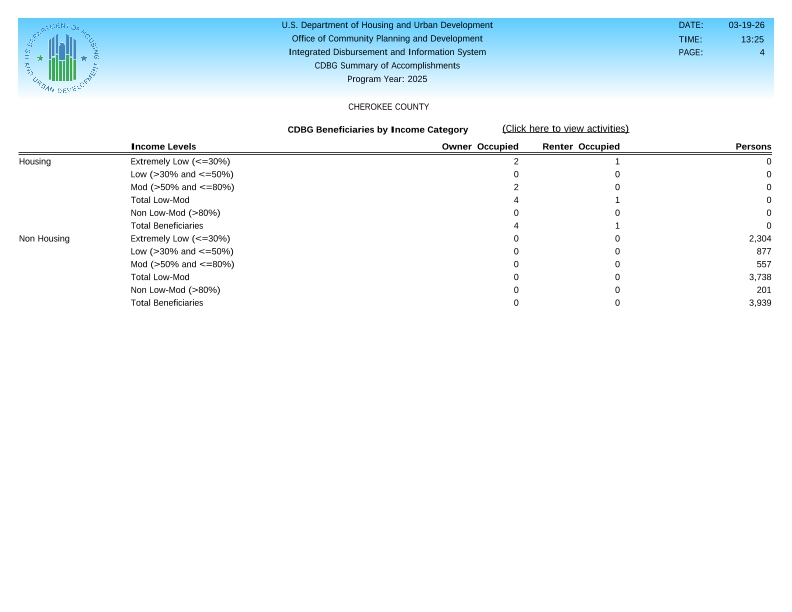 U.S. Department of Housing and Urban Development DATE: 03-19-26
Office of Community Planning and Development TIME: 13:25
Integrated Disbursement and Information System PAGE: 4
CDBG Summary of Accomplishments
Program Year: 2025
U.S. DEPARTMENT OF HOUSING AND URBAN DEVELOPMENT
CHEROKEE COUNTY
CDBG Beneficiaries by Income Category (Click here to view activities)
Income Levels Owner Occupied Renter Occupied Persons
Housing Extremely Low (<=30%) 2 1 0
Low (>30% and <=50%) 0 0 0
Mod (>50% and <=80%) 2 0 0
Total Low-Mod 4 1 0
Non Low-Mod (>80%) 0 0 0
Total Beneficiaries 4 1 0
Non Housing Extremely Low (<=30%) 0 0 2,304
Low (>30% and <=50%) 0 0 877
Mod (>50% and <=80%) 0 0 557
Total Low-Mod 0 0 3,738
Non Low-Mod (>80%) 0 0 201
Total Beneficiaries 0 0 3,939